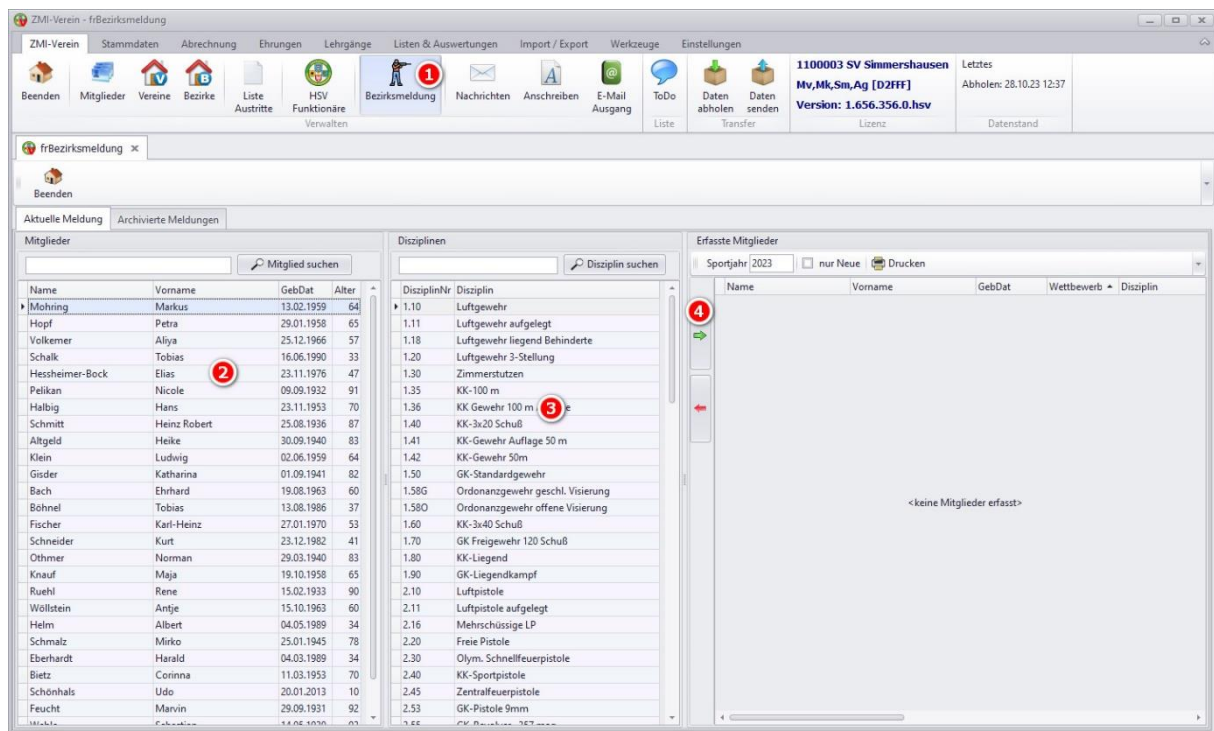 ZMI-Verein - frBezirksmeldung
ZMI-Verein Stammdaten Abrechnung Ehrungen Lehrgänge Listen & Auswertungen Import / Export Werkzeuge Einstellungen
Beenden Mitglieder Vereine Bezirke Liste Austritte HSV Funktionäre Bezirksmeldung Nachrichten Anschreiben E-Mail Ausgang ToDo Daten abholen Daten senden
1100003 SV Simmershausen
Mv,Mk,Sm,Ag [D2FFF]
Version: 1.656.356.0.hsv
Letztes
Abholen: 28.10.23 12:37
Verwalten Liste Transfer Lizenz Datenstand
1
frBezirksmeldung
Beenden
Aktuelle Meldung Archivierte Meldungen
Mitglieder
Mitglied suchen
Name Vorname GebDat Alter
Mohring Markus 13.02.1959 64
Hopf Petra 29.01.1958 65
Volkemer Aliya 25.12.1966 57
Schalk Tobias 16.06.1990 33
Hessheimer-Bock Elias 23.11.1976 47
2
Pelikan Nicole 09.09.1932 91
Halbig Hans 23.11.1953 70
Schmitt Heinz Robert 25.08.1936 87
Altgeld Heike 30.09.1940 83
Klein Ludwig 02.06.1959 64
Gisder Katharina 01.09.1941 82
Bach Ehrhard 19.08.1963 60
Böhnel Tobias 13.08.1986 37
Fischer Karl-Heinz 27.01.1970 53
Schneider Kurt 23.12.1982 41
Othmer Norman 29.03.1940 83
Knauf Maja 19.10.1958 65
Ruehl Rene 15.02.1933 90
Wöllstein Antje 15.10.1963 60
Helm Albert 04.05.1989 34
Schmalz Mirko 25.01.1945 78
Eberhardt Harald 04.03.1989 34
Bietz Corinna 11.03.1953 70
Schönhals Udo 20.01.2013 10
Feucht Marvin 29.09.1931 92
Disziplinen
Disziplin suchen
DisziplinNr Disziplin
1.10 Luftgewehr
1.11 Luftgewehr aufgelegt
1.18 Luftgewehr liegend Behinderte
1.20 Luftgewehr 3-Stellung
1.30 Zimmerstutzen
1.35 KK-100 m
1.36 KK Gewehr 100 m
3
1.40 KK-3x20 Schuß
1.41 KK-Gewehr Auflage 50 m
1.42 KK-Gewehr 50m
1.50 GK-Standardgewehr
1.58G Ordonanzgewehr geschl. Visierung
1.58O Ordonanzgewehr offene Visierung
1.60 KK-3x40 Schuß
1.70 GK Freigewehr 120 Schuß
1.80 KK-Liegend
1.90 GK-Liegendkampf
2.10 Luftpistole
2.11 Luftpistole aufgelegt
2.16 Mehrschüssige LP
2.20 Freie Pistole
2.30 Olym. Schnellfeuerpistole
2.40 KK-Sportpistole
2.45 Zentralfeuerpistole
2.53 GK-Pistole 9mm
Erfasste Mitglieder
Sportjahr 2023 nur Neue Drucken
Name Vorname GebDat Wettbewerb Disziplin
4
<keine Mitglieder erfasst>